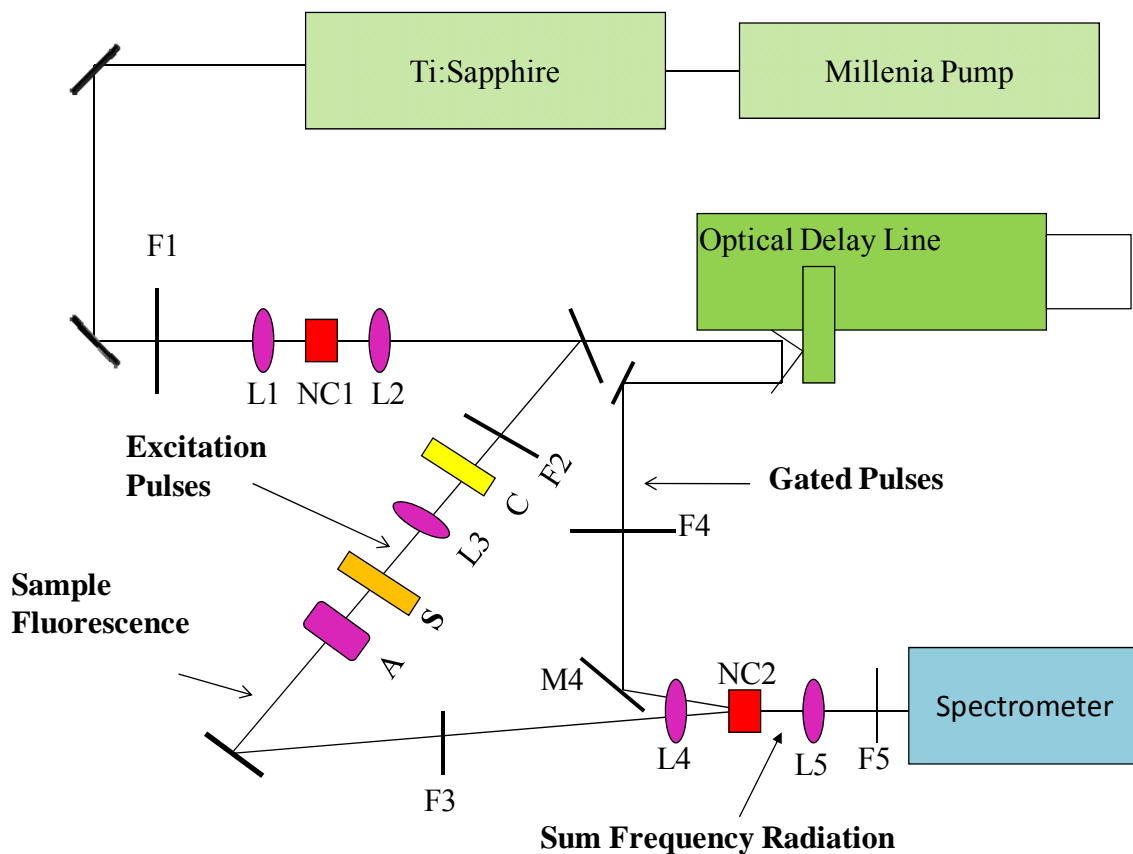 Ti:Sapphire
Millenia Pump
Optical Delay Line
F1
L1
NC1
L2
Excitation
Pulses
F2
C
L3
S
A
Gated Pulses
F4
Sample
Fluorescence
M4
NC2
Spectrometer
L4
L5
F5
F3
Sum Frequency Radiation